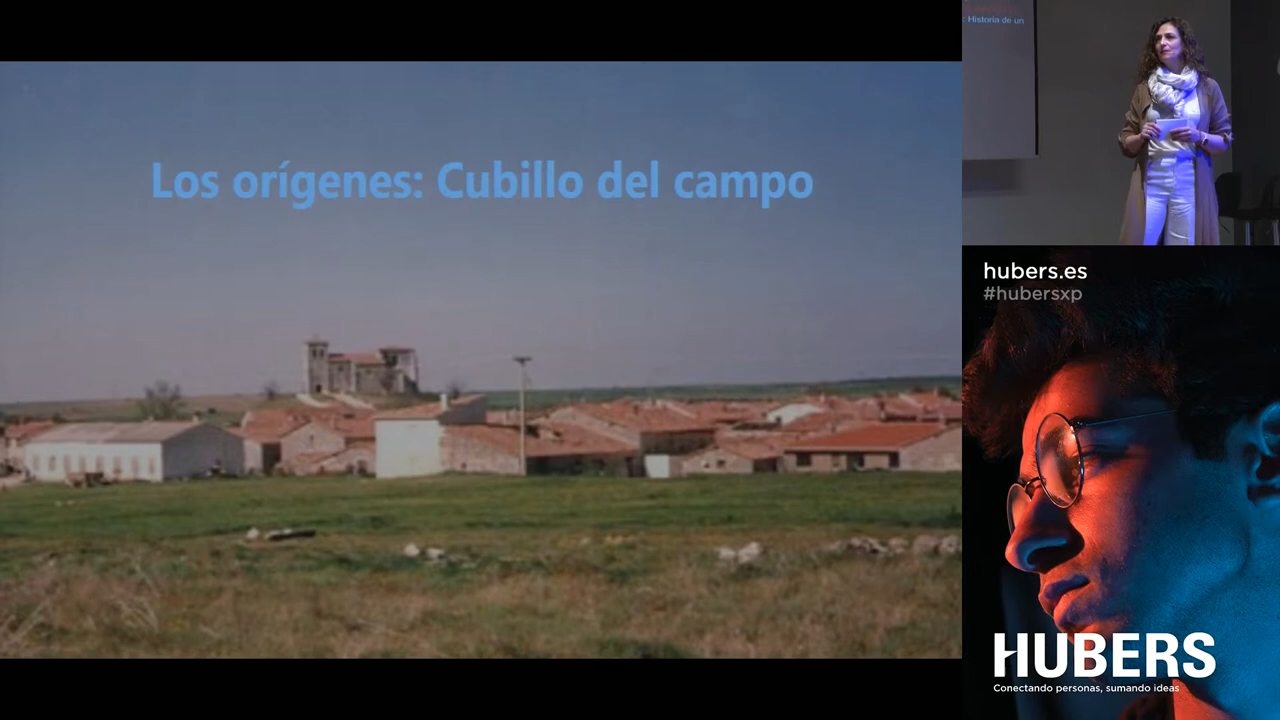 Los orígenes: Cubillo del campo
: Historia de un
hubers.es
#hubersxp
HUBERS
Conectando personas, sumando ideas